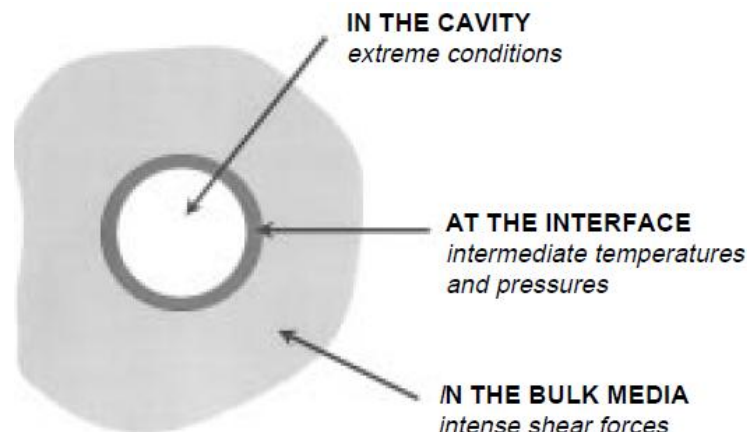 IN THE CAVITY
extreme conditions
AT THE INTERFACE
intermediate temperatures
and pressures
IN THE BULK MEDIA
intense shear forces